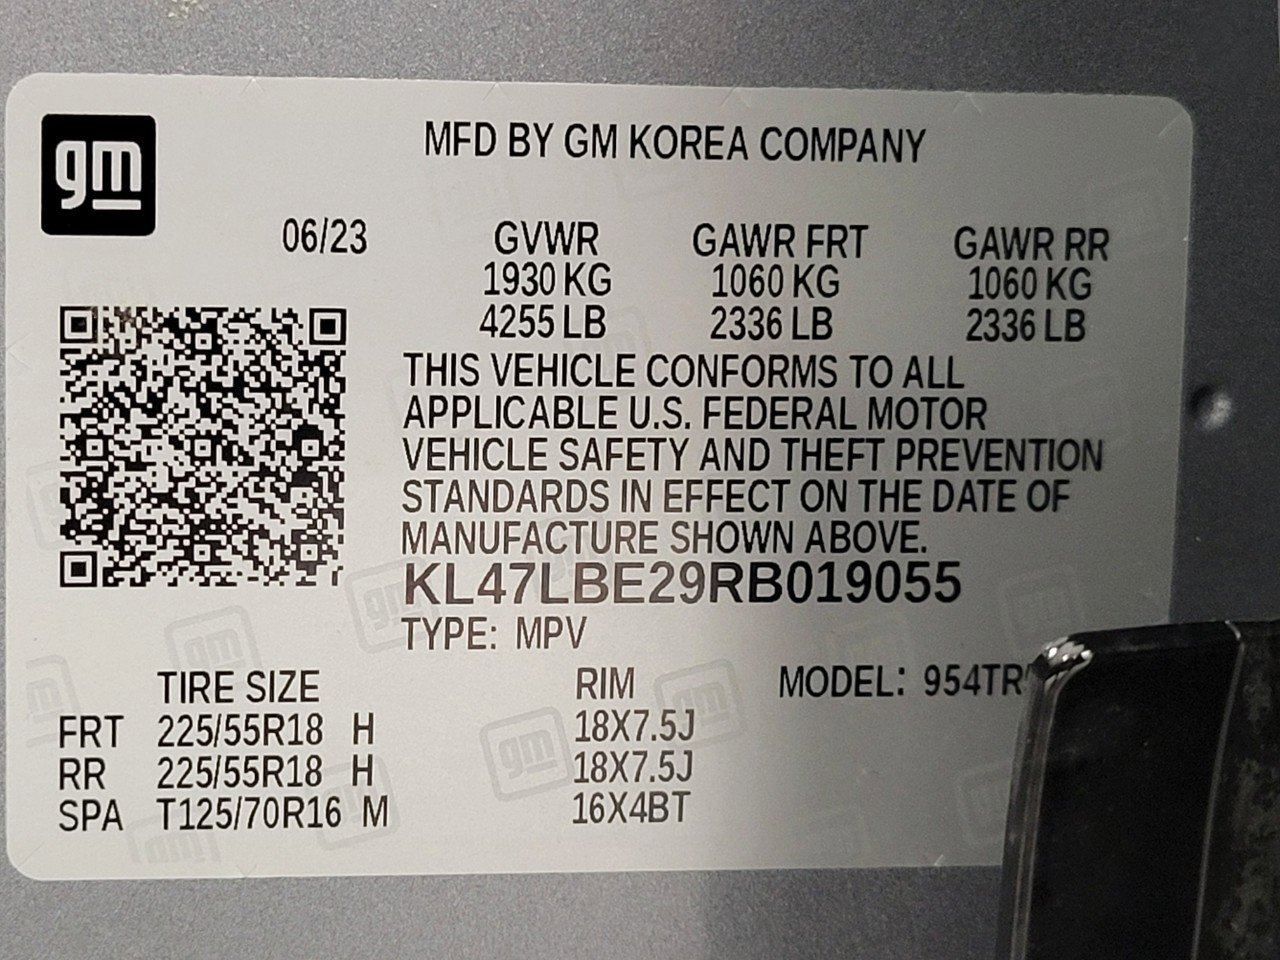 gm
MFD BY GM KOREA COMPANY
06/23 GVWR GAWR FRT GAWR RR
1930 KG 1060 KG 1060 KG
4255 LB 2336 LB 2336 LB
THIS VEHICLE CONFORMS TO ALL
APPLICABLE U.S. FEDERAL MOTOR
VEHICLE SAFETY AND THEFT PREVENTION
STANDARDS IN EFFECT ON THE DATE OF
MANUFACTURE SHOWN ABOVE.
KL47LBE29RB019055
TYPE: MPV
TIRE SIZE RIM MODEL:
FRT 225/55R18 H 18X7.5J
RR 225/55R18 H 18X7.5J
SPA T125/70R16 M 16X4BT